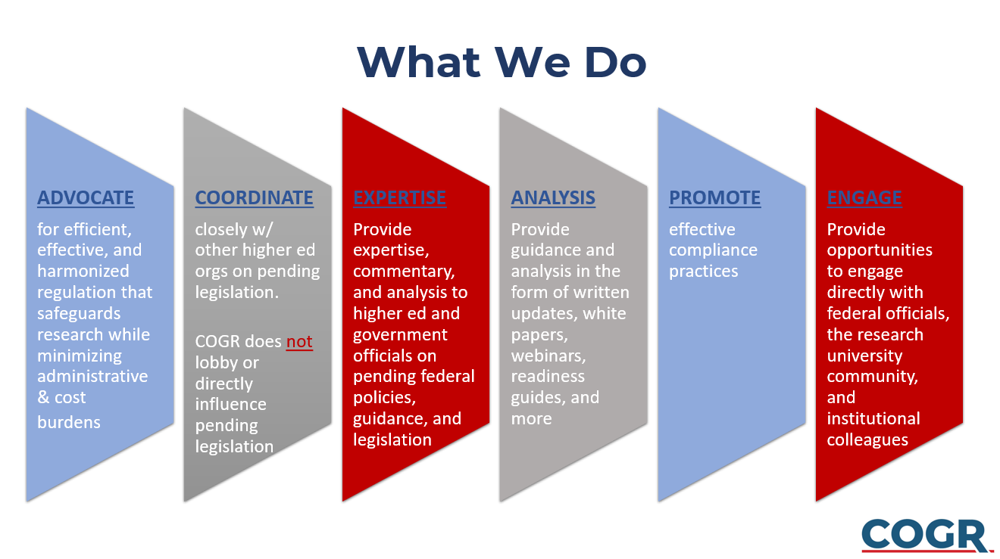 What We Do
ADVOCATE
for efficient,
effective, and
harmonized
regulation that
safeguards
research while
minimizing
administrative
& cost
burdens
COORDINATE
closely w/
other higher ed
orgs on pending
legislation.
COGR does not
lobby or
directly
influence
pending
legislation
EXPERTISE
Provide
expertise,
commentary,
and analysis to
higher ed and
government
officials on
pending federal
policies,
guidance, and
legislation
ANALYSIS
Provide
guidance and
analysis in the
form of written
updates, white
papers,
webinars,
readiness
guides, and
more
PROMOTE
effective
compliance
practices
ENGAGE
Provide
opportunities
to engage
directly with
federal officials,
the research
university
community,
and
institutional
colleagues
COGR